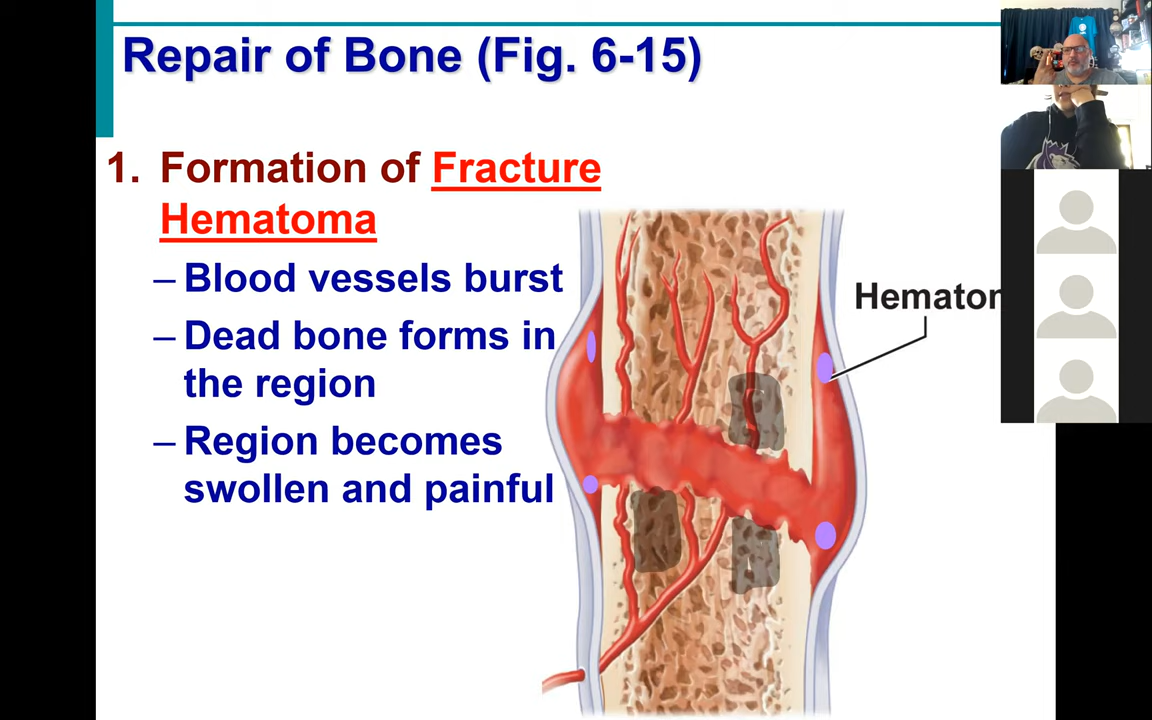 Repair of Bone (Fig. 6-15)
1. Formation of Fracture
Hematoma
– Blood vessels burst
– Dead bone forms in
the region
– Region becomes
swollen and painful
Hematon